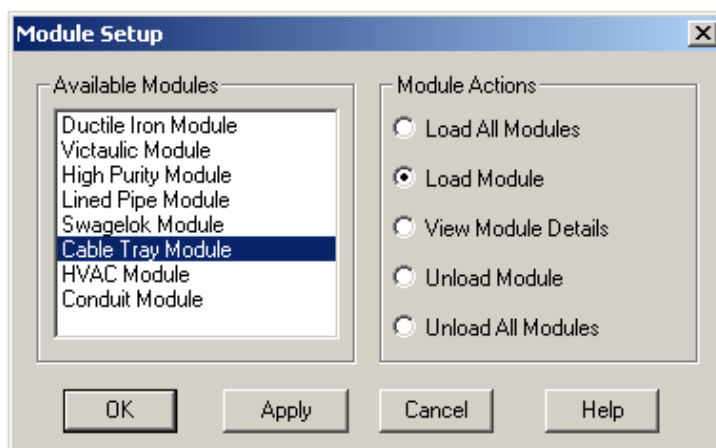 Module Setup
Available Modules
Ductile Iron Module
Victaulic Module
High Purity Module
Lined Pipe Module
Swagelok Module
Cable Tray Module
HVAC Module
Conduit Module
Module Actions
Load All Modules
Load Module
View Module Details
Unload Module
Unload All Modules
OK
Apply
Cancel
Help